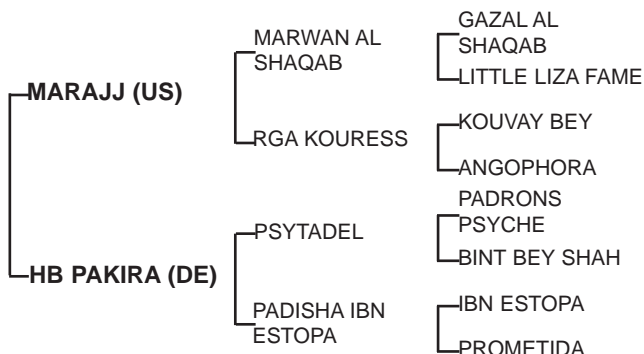 MARAJJ (US)
HB PAKIRA (DE)
MARWAN AL
SHAQAB
RGA KOURESS
PSYTADEL
PADISHA IBN
ESTOPA
GAZAL AL
SHAQAB
LITTLE LIZA FAME
KOUVAY BEY
ANGOPHORA
PADRONS
PSYCHE
BINT BEY SHAH
IBN ESTOPA
PROMETIDA